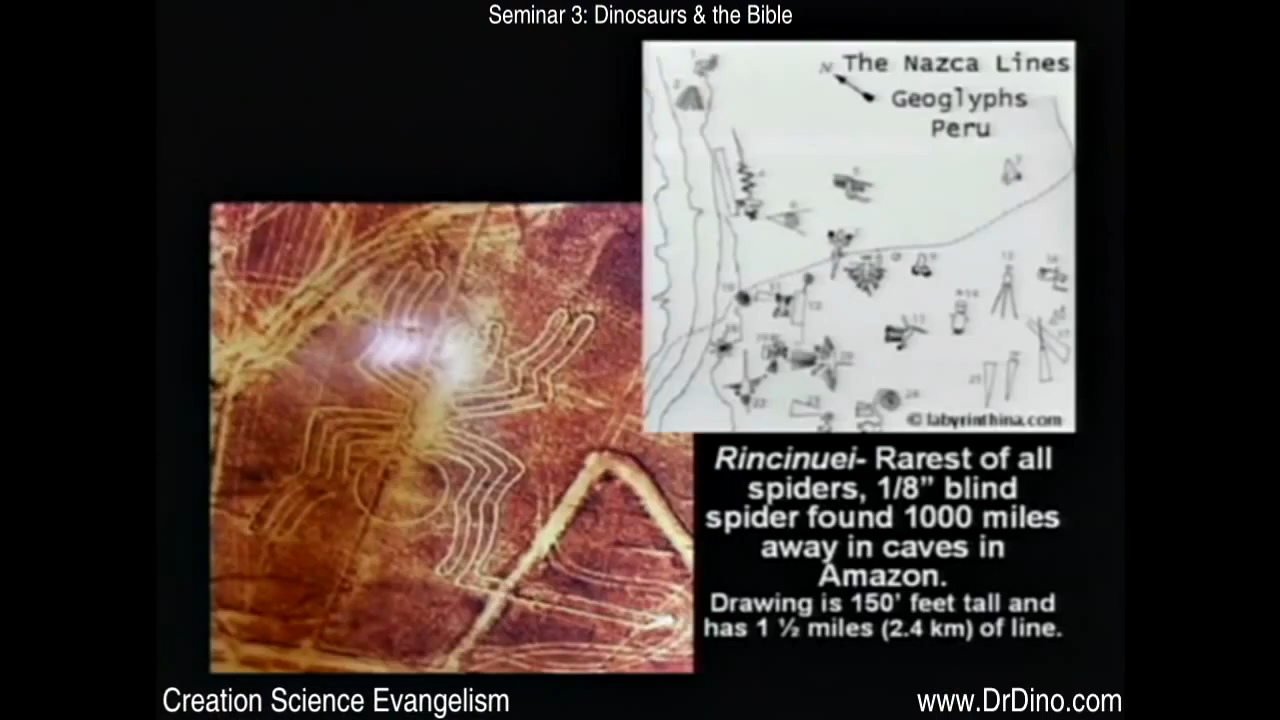 Seminar 3: Dinosaurs & the Bible
N The Nazca Lines
Geoglyphs
Peru
© labyrinthina.com
Rincinuei- Rarest of all
spiders, 1/8” blind
spider found 1000 miles
away in caves in
Amazon.
Drawing is 150’ feet tall and
has 1 ½ miles (2.4 km) of line.
Creation Science Evangelism
www.DrDino.com